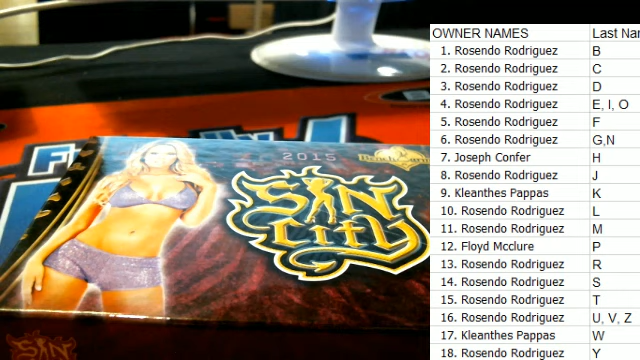 OWNER NAMES Last Nar
1. Rosendo Rodriguez B
2. Rosendo Rodriguez C
3. Rosendo Rodriguez D
4. Rosendo Rodriguez E, I, O
5. Rosendo Rodriguez F
6. Rosendo Rodriguez G,N
7. Joseph Confer H
8. Rosendo Rodriguez J
9. Kleanthes Pappas K
10. Rosendo Rodriguez L
11. Rosendo Rodriguez M
12. Floyd Mcclure P
13. Rosendo Rodriguez R
14. Rosendo Rodriguez S
15. Rosendo Rodriguez T
16. Rosendo Rodriguez U, V, Z
17. Kleanthes Pappas W
18. Rosendo Rodriguez Y
2015
SIN
CITY
SIN